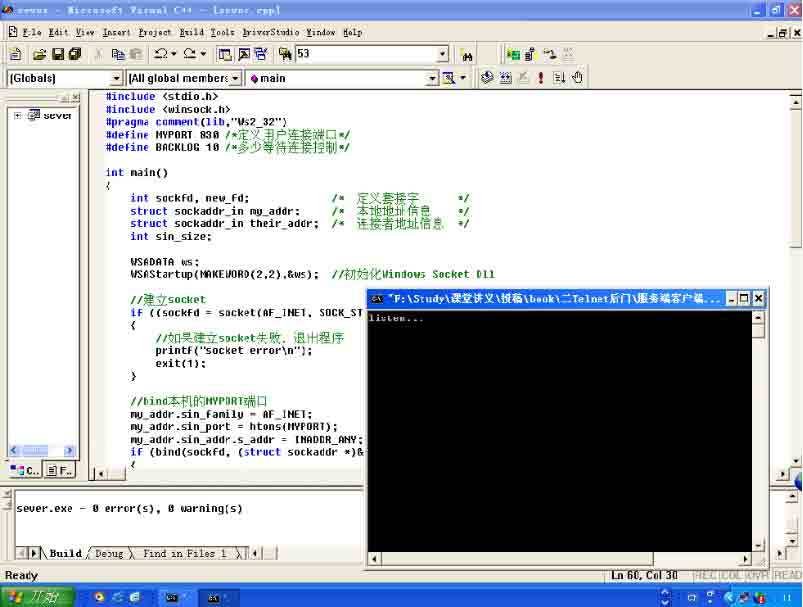 sever - Microsoft Visual C++ - [sever.cpp]
File Edit View Insert Project Build Tools DriverStudio Window Help
53
(Globals) (All global members main
sever
#include <stdio.h>
#include <winsock.h>
#pragma comment(lib,"Ws2_32")
#define MYPORT 830 /*定义用户连接端口*/
#define BACKLOG 10 /*多少等待连接控制*/
int main()
{
int sockfd, new_fd; /* 定义套接字 */
struct sockaddr_in my_addr; /* 本地地址信息 */
struct sockaddr_in their_addr; /* 连接者地址信息 */
int sin_size;
WSADATA ws;
WSAStartup(MAKEWORD(2,2),&ws); //初始化Windows Socket Dll
//建立socket
if ((sockfd = socket(AF_INET, SOCK_ST
{
//如果建立socket失败，退出程序
printf("socket error\n");
exit(1);
}
//bind本机的MYPORT端口
my_addr.sin_family = AF_INET;
my_addr.sin_port = htons(MYPORT);
my_addr.sin_addr.s_addr = INADDR_ANY;
if (bind(sockfd, (struct sockaddr *)&
{
"F:\Study\课堂讲义\投稿\book\二Telnet后门\服务端客户端...
listen...
C.. F..
sever.exe - 0 error(s), 0 warning(s)
Build Debug Find in Files 1
Ready Ln 60, Col 30 REC COL OVR READ
开始